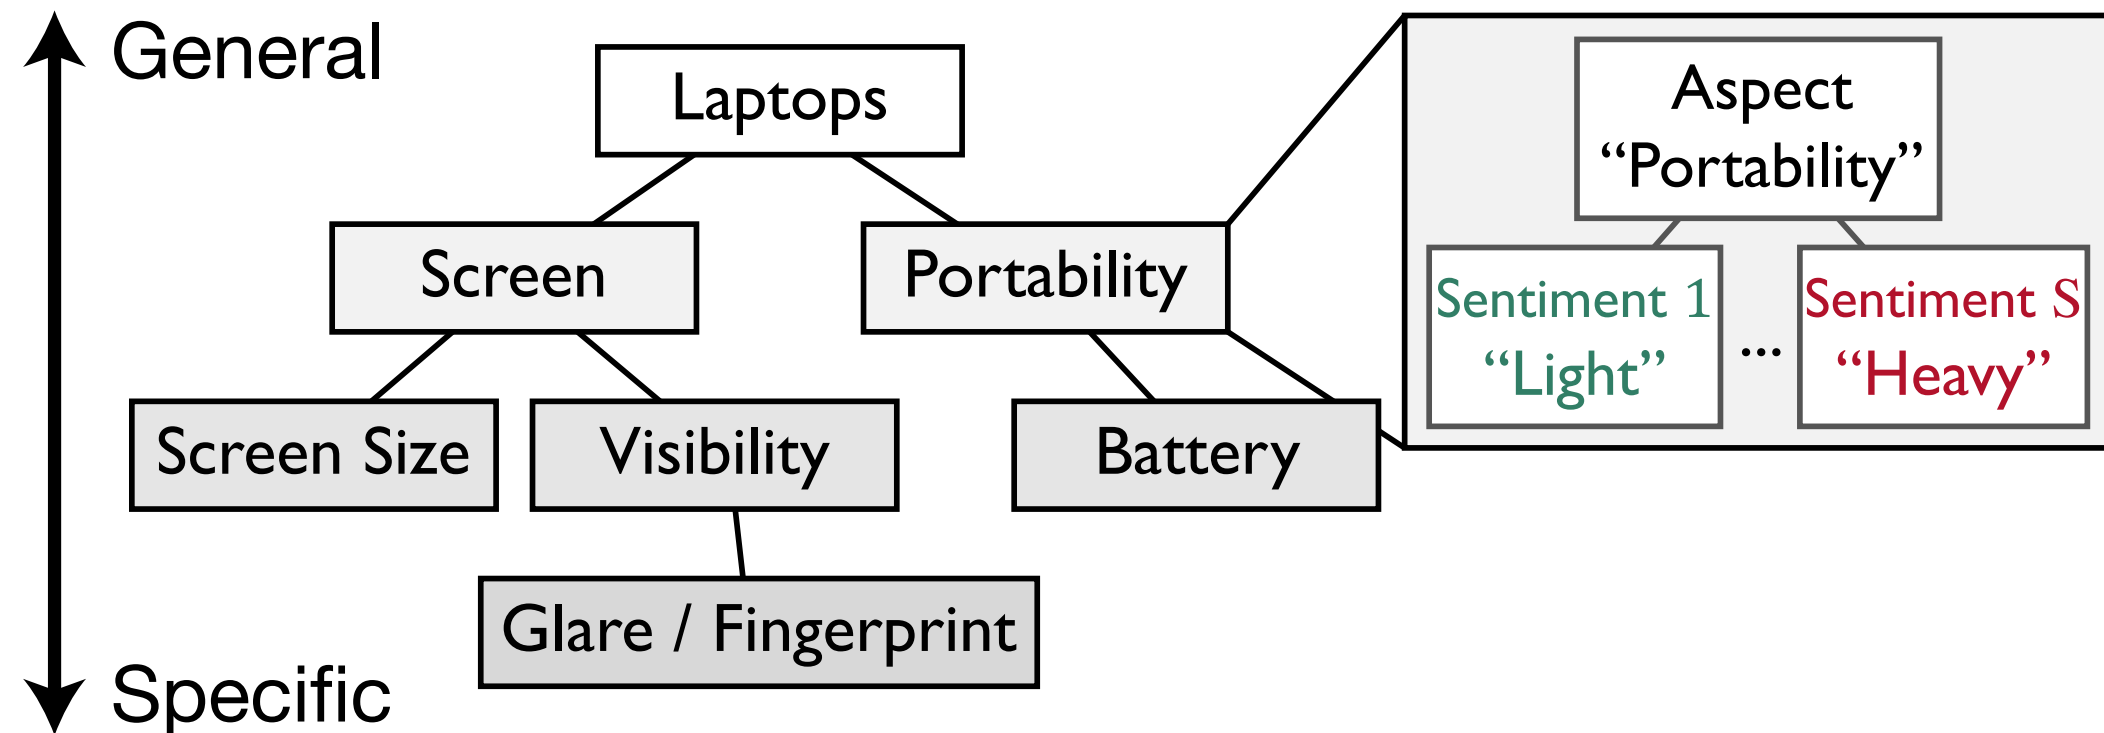 General
Laptops
Screen
Portability
Screen Size
Visibility
Battery
Glare / Fingerprint
Specific
Aspect
“Portability”
Sentiment 1
“Light”
...
Sentiment S
“Heavy”